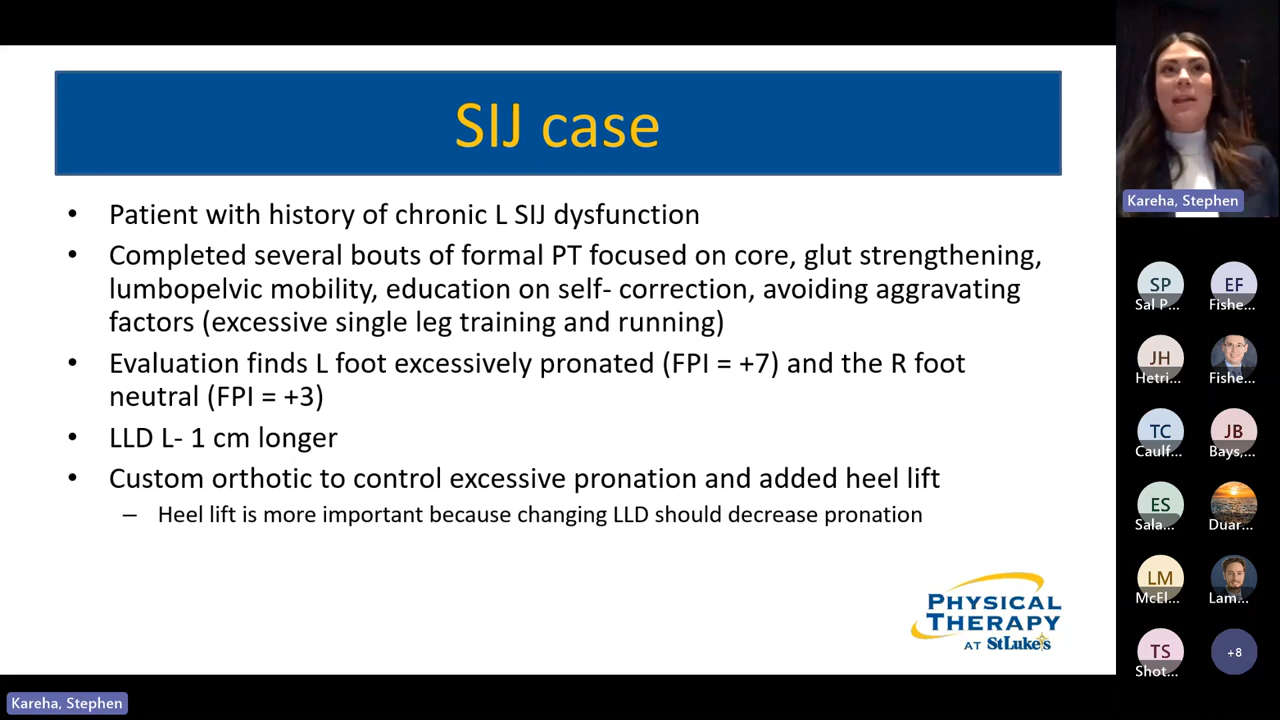 SIJ case
• Patient with history of chronic L SIJ dysfunction
• Completed several bouts of formal PT focused on core, glut strengthening,
lumbopelvic mobility, education on self- correction, avoiding aggravating
factors (excessive single leg training and running)
• Evaluation finds L foot excessively pronated (FPI = +7) and the R foot
neutral (FPI = +3)
• LLD L- 1 cm longer
• Custom orthotic to control excessive pronation and added heel lift
– Heel lift is more important because changing LLD should decrease pronation
PHYSICAL
THERAPY
AT StLuke's
Kareha, Stephen
SP
Sal P...
EF
Fishe...
JH
Hetri...
Fishe...
TC
Caulf...
JB
Bays,...
ES
Sala...
Duar...
LM
McEl...
Lam...
TS
Shot...
+8
Kareha, Stephen